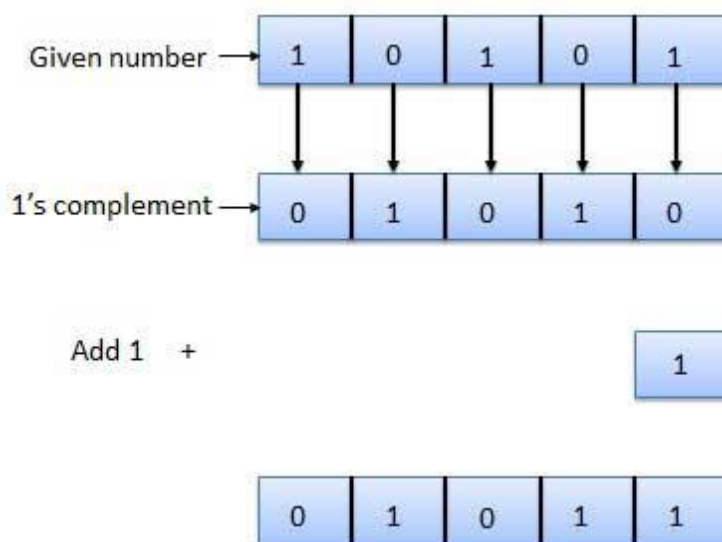 Given number 1 0 1 0 1
1’s complement 0 1 0 1 0
Add 1 + 1
0 1 0 1 1